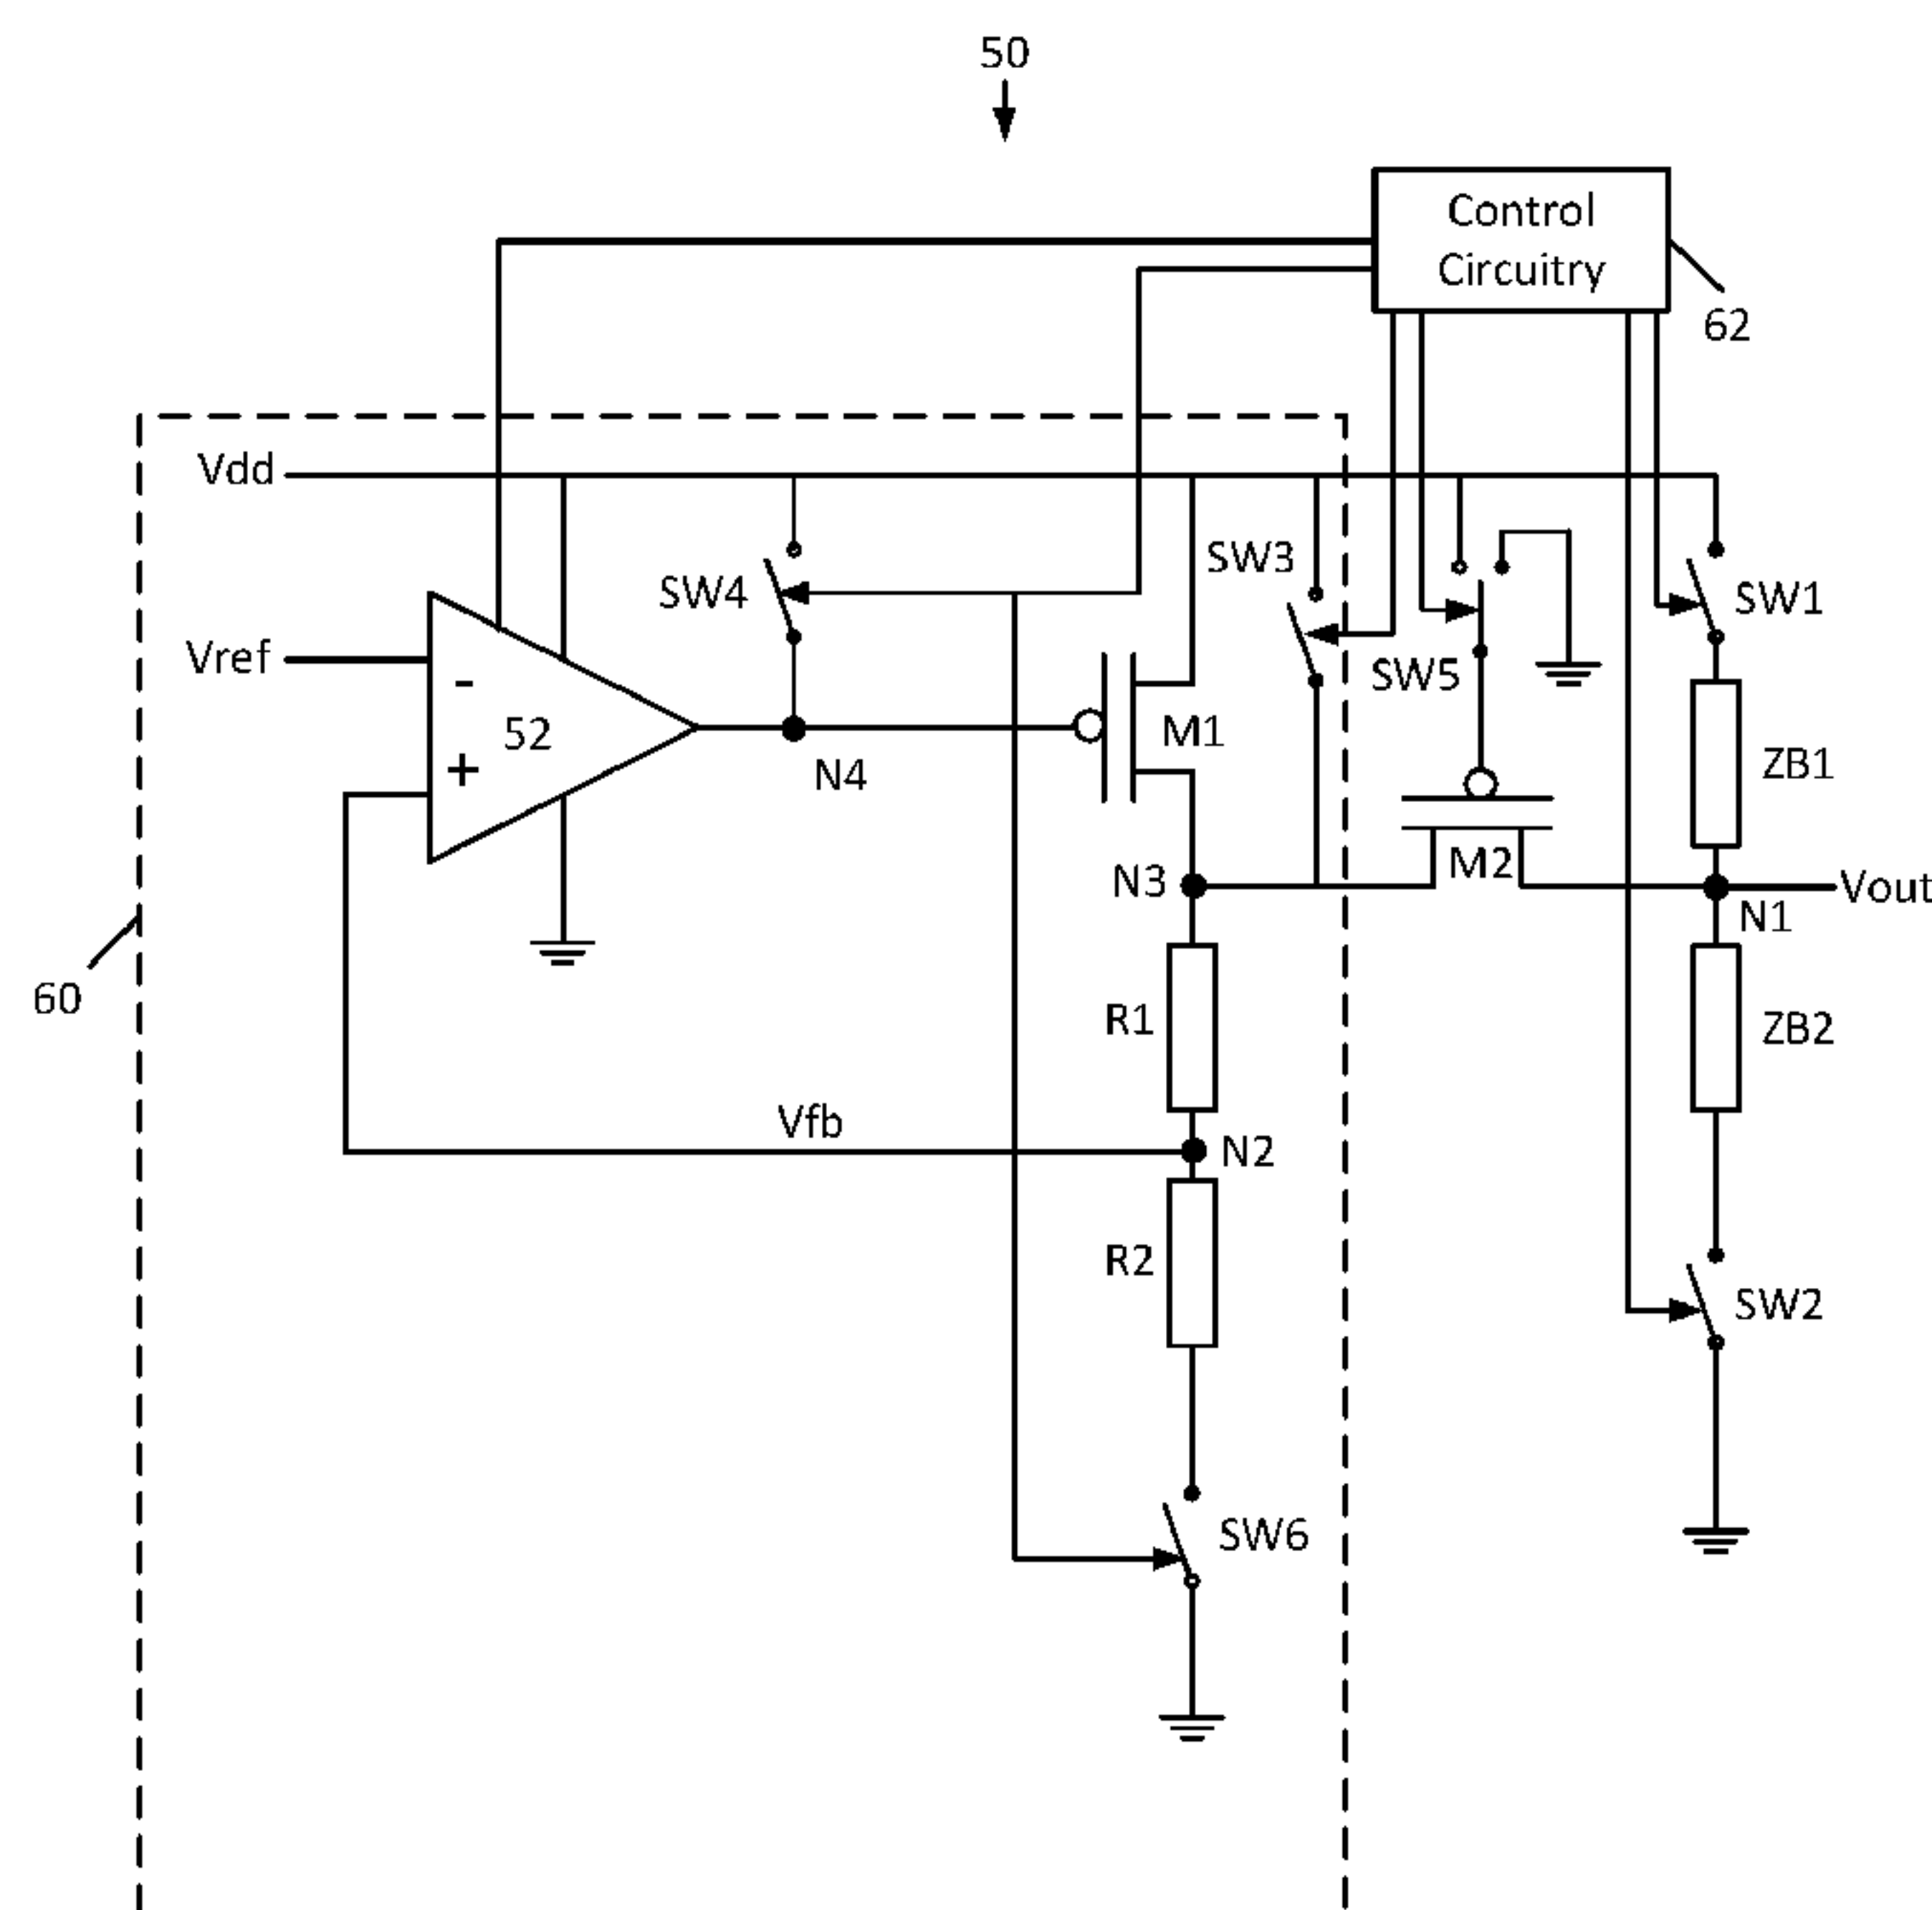 50
Control
Circuitry
62
Vdd
SW3
SW4
SW1
Vref
-
52
+
SW5
M1
N4
ZB1
M2
N3
Vout
N1
60
R1
ZB2
Vfb
N2
R2
SW2
SW6